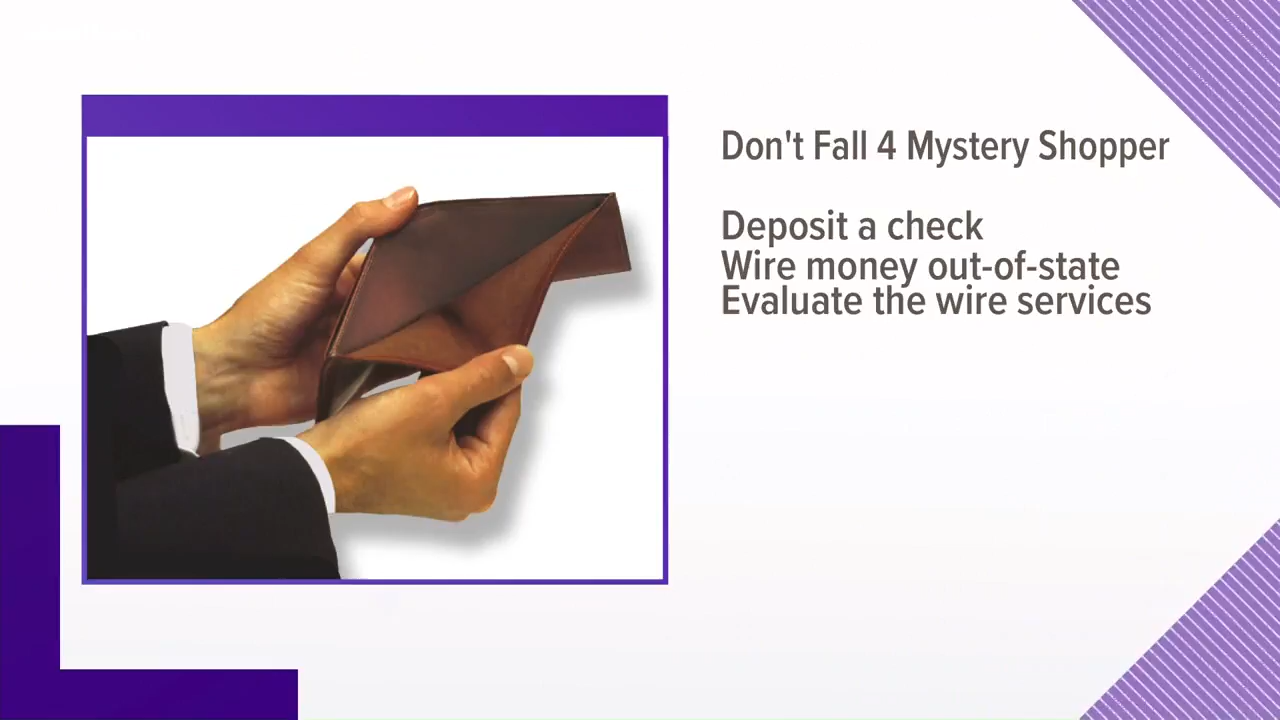 Don't Fall 4 Mystery Shopper
Deposit a check
Wire money out-of-state
Evaluate the wire services